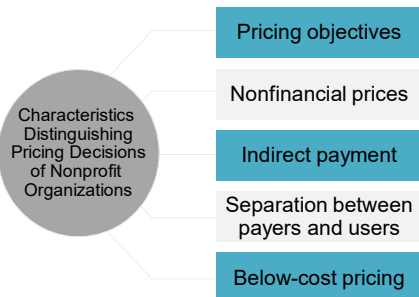 Characteristics
Distinguishing
Pricing Decisions
of Nonprofit
Organizations
Pricing objectives
Nonfinancial prices
Indirect payment
Separation between
payers and users
Below-cost pricing